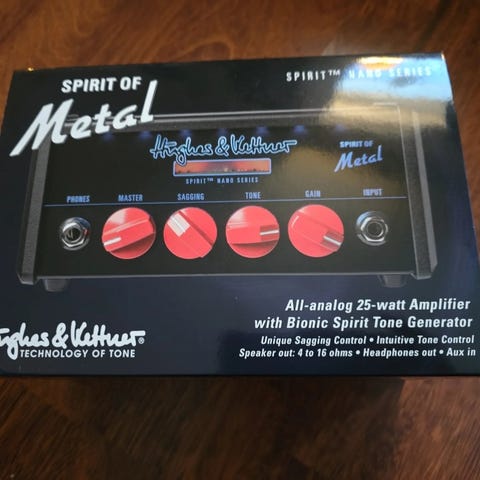 SPIRIT OF
Metal
SPIRIT™ NANO SERIES
Hughes & Kettner
SPIRIT™ NANO SERIES
SPIRIT OF
Metal
PHONES MASTER SAGGING TONE GAIN INPUT
All-analog 25-watt Amplifier
with Bionic Spirit Tone Generator
Unique Sagging Control • Intuitive Tone Control
Speaker out: 4 to 16 ohms • Headphones out • Aux in
ughes & Kettner®
TECHNOLOGY OF TONE